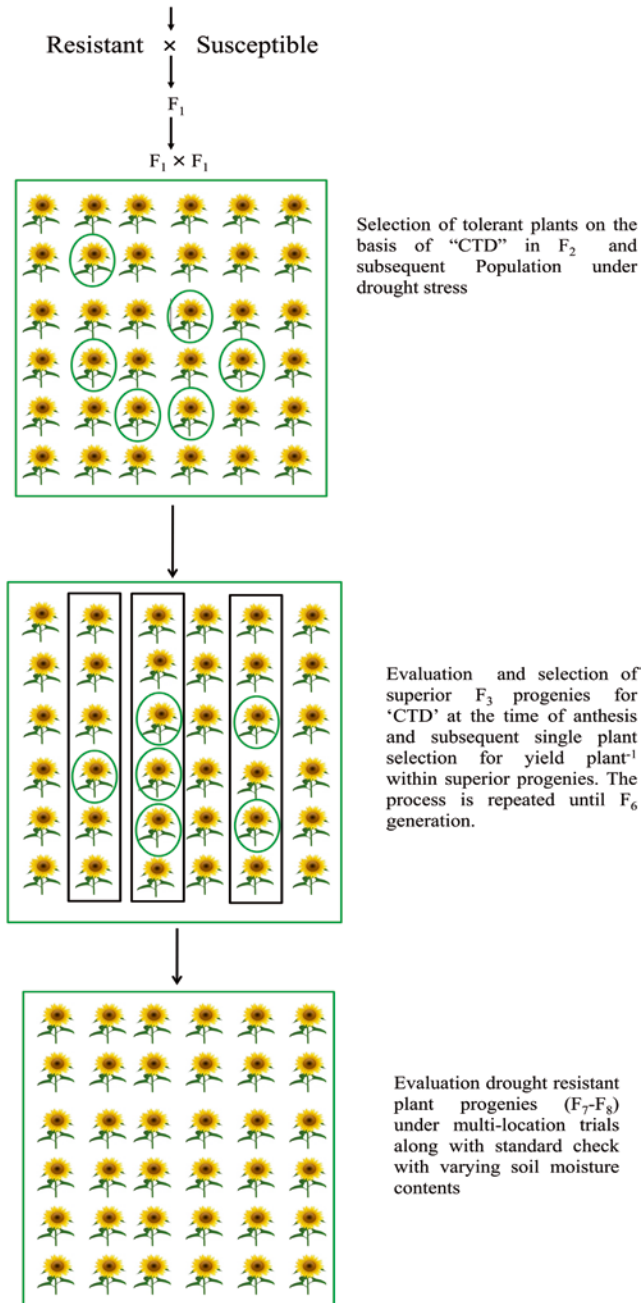 Resistant × Susceptible
F₁
F₁ × F₁
Selection of tolerant plants on the
basis of “CTD” in F₂ and
subsequent Population under
drought stress
Evaluation and selection of
superior F₃ progenies for
‘CTD’ at the time of anthesis
and subsequent single plant
selection for yield plant⁻¹
within superior progenies. The
process is repeated until F₆
generation.
Evaluation drought resistant
plant progenies (F₇-F₈)
under multi-location trials
along with standard check
with varying soil moisture
contents